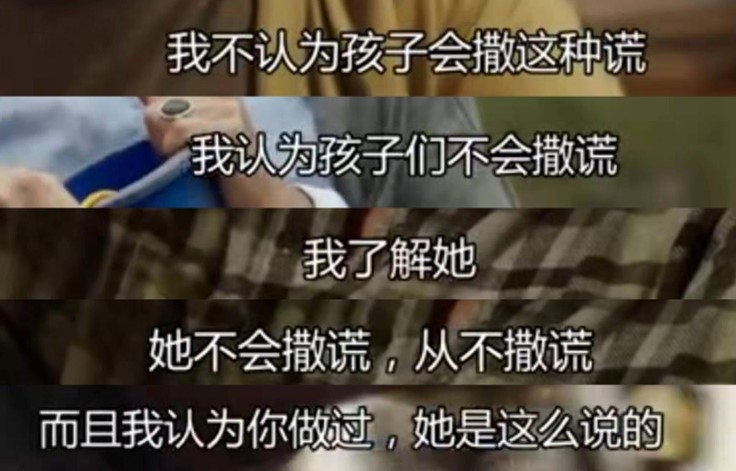 我不认为孩子会撒这种谎
我认为孩子们不会撒谎
我了解她
她不会撒谎，从不撒谎
而且我认为你做过，她是这么说的